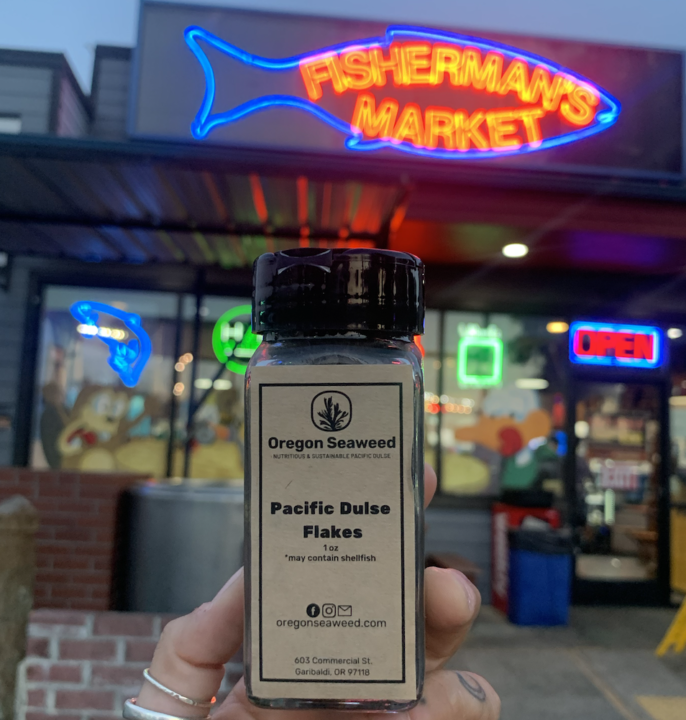 FISHERMAN'S
MARKET
OPEN
Oregon Seaweed
NUTRITIOUS & SUSTAINABLE PACIFIC DULSE
Pacific Dulse
Flakes
1 oz
*may contain shellfish
oregonseaweed.com
603 Commercial St.
Garibaldi, OR 97118